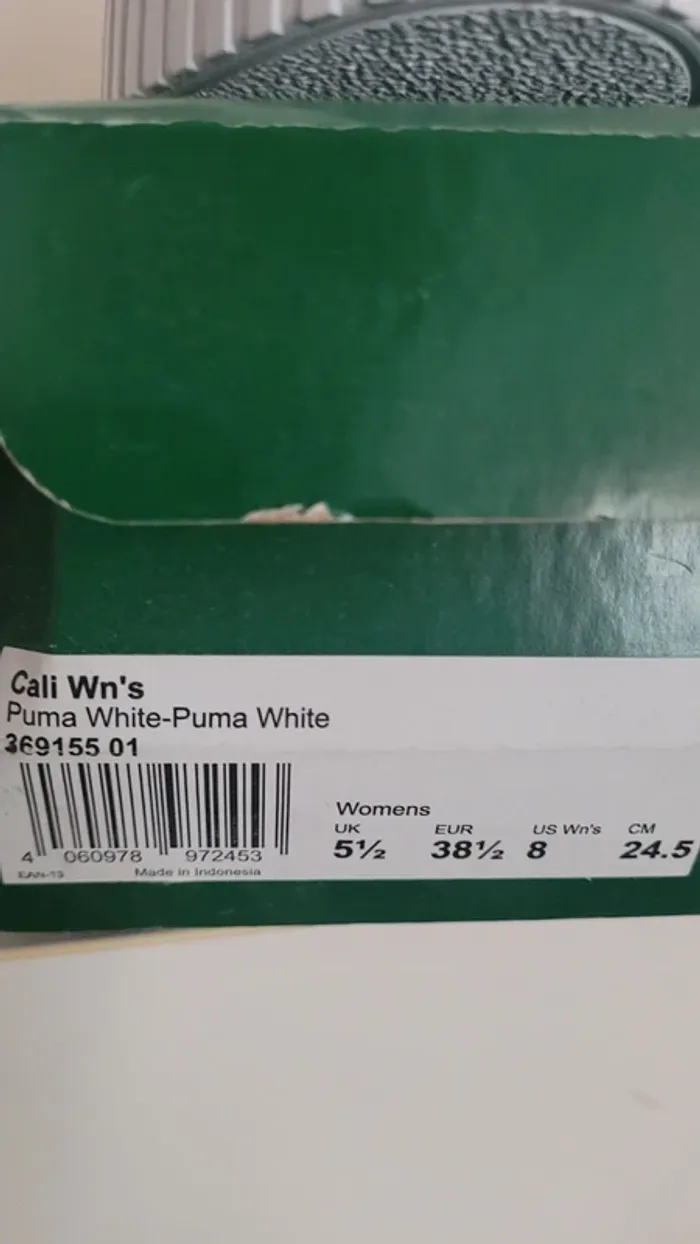 Cali Wn's
Puma White-Puma White
369155 01
4 060978 972453
EAN-13 Made in Indonesia
Womens
UK EUR US Wn's CM
5½ 38½ 8 24.5